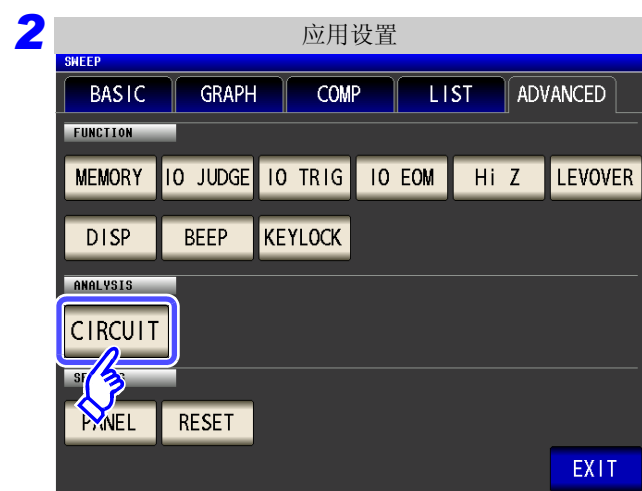 2 应用设置
SWEEP
BASIC GRAPH COMP LIST ADVANCED
FUNCTION
MEMORY IO JUDGE IO TRIG IO EOM Hi Z LEVOVER
DISP BEEP KEYLOCK
ANALYSIS
CIRCUIT
PANEL RESET
EXIT